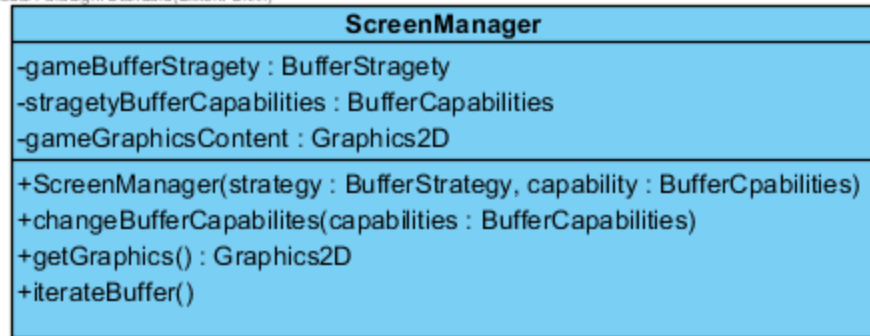 ScreenManager
-gameBufferStragety : BufferStragety
-stragetyBufferCapabilities : BufferCapabilities
-gameGraphicsContent : Graphics2D
+ScreenManager(strategy : BufferStrategy, capability : BufferCpabilities)
+changeBufferCapabilites(capabilities : BufferCapabilities)
+getGraphics() : Graphics2D
+iterateBuffer()